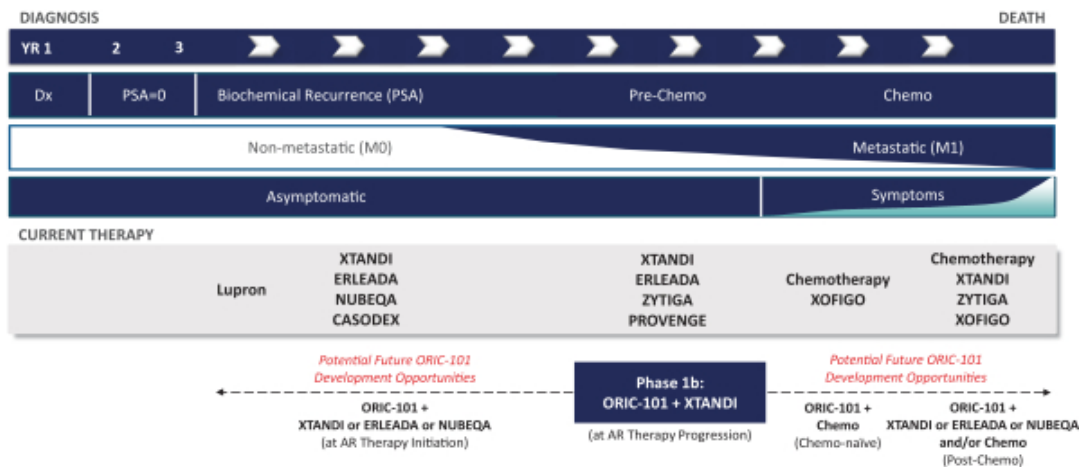 DIAGNOSIS DEATH
YR 1 2 3
Dx PSA=0 Biochemical Recurrence (PSA) Pre-Chemo Chemo
Non-metastatic (M0) Metastatic (M1)
Asymptomatic Symptoms
CURRENT THERAPY
Lupron
XTANDI
ERLEADA
NUBEQA
CASODEX
XTANDI
ERLEADA
ZYTIGA
PROVENGE
Chemotherapy
XOFIGO
Chemotherapy
XTANDI
ZYTIGA
XOFIGO
Potential Future ORIC-101
Development Opportunities
ORIC-101 +
XTANDI or ERLEADA or NUBEQA
(at AR Therapy Initiation)
Phase 1b:
ORIC-101 + XTANDI
(at AR Therapy Progression)
Potential Future ORIC-101
Development Opportunities
ORIC-101 +
Chemo
(Chemo-naïve)
ORIC-101 +
XTANDI or ERLEADA or NUBEQA
and/or Chemo
(Post-Chemo)